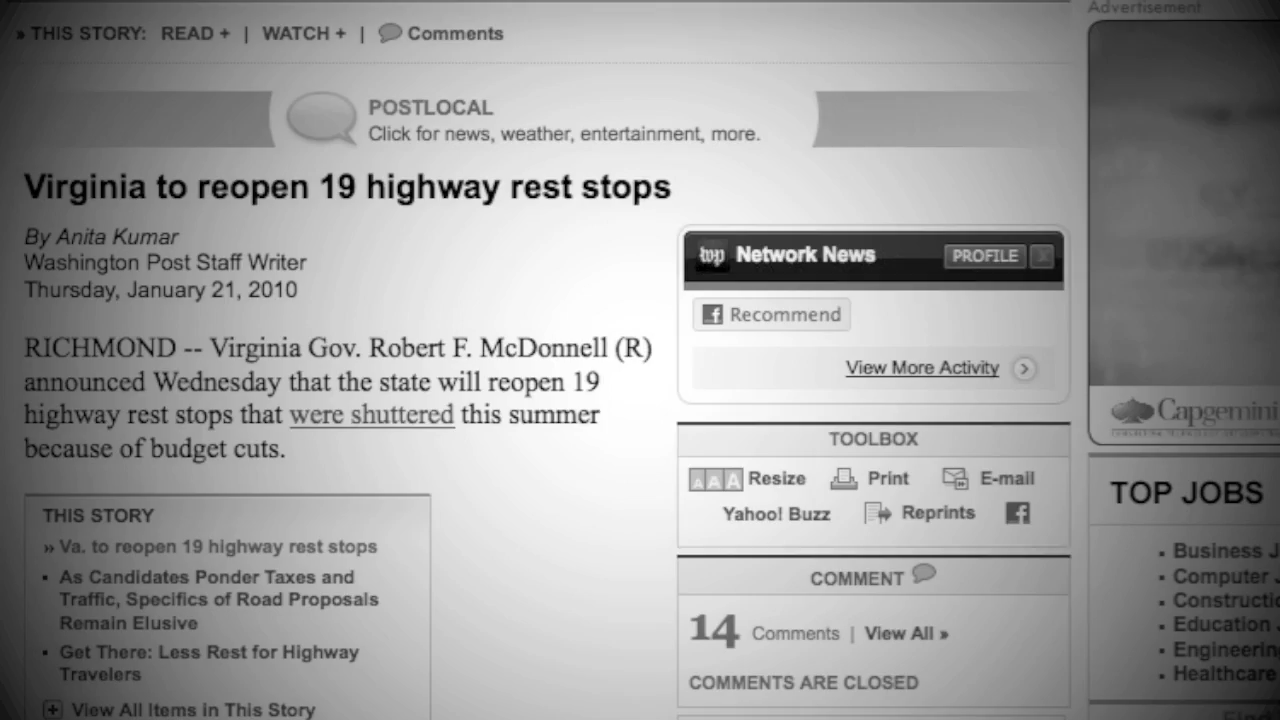 Advertisement
» THIS STORY: READ + | WATCH + | Comments
POSTLOCAL
Click for news, weather, entertainment, more.
Virginia to reopen 19 highway rest stops
By Anita Kumar
Washington Post Staff Writer
Thursday, January 21, 2010
RICHMOND -- Virginia Gov. Robert F. McDonnell (R)
announced Wednesday that the state will reopen 19
highway rest stops that were shuttered this summer
because of budget cuts.
THIS STORY
» Va. to reopen 19 highway rest stops
▪ As Candidates Ponder Taxes and
Traffic, Specifics of Road Proposals
Remain Elusive
▪ Get There: Less Rest for Highway
Travelers
+ View All Items in This Story
wp Network News PROFILE X
f Recommend
View More Activity
TOOLBOX
AAA Resize Print E-mail
Yahoo! Buzz Reprints f
COMMENT
14 Comments | View All »
COMMENTS ARE CLOSED
Capgemini
TOP JOBS
▪ Business J
▪ Computer
▪ Constructio
▪ Education
▪ Engineerin
▪ Healthcare